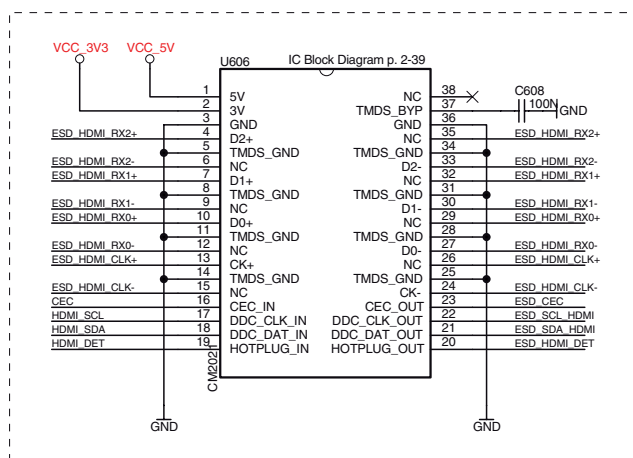 VCC_3V3 VCC_5V
U606 IC Block Diagram p. 2-39
C608
100N
GND
1 5V NC 38
2 3V TMDS_BYP 37
3 GND GND 36
ESD_HDMI_RX2+ 4 D2+ NC 35 ESD_HDMI_RX2+
5 TMDS_GND TMDS_GND 34
ESD_HDMI_RX2- 6 NC D2- 33 ESD_HDMI_RX2-
ESD_HDMI_RX1+ 7 D1+ NC 32 ESD_HDMI_RX1+
8 TMDS_GND TMDS_GND 31
ESD_HDMI_RX1- 9 NC D1- 30 ESD_HDMI_RX1-
ESD_HDMI_RX0+ 10 D0+ NC 29 ESD_HDMI_RX0+
11 TMDS_GND TMDS_GND 28
ESD_HDMI_RX0- 12 NC D0- 27 ESD_HDMI_RX0-
ESD_HDMI_CLK+ 13 CK+ NC 26 ESD_HDMI_CLK+
14 TMDS_GND TMDS_GND 25
ESD_HDMI_CLK- 15 NC CK- 24 ESD_HDMI_CLK-
CEC 16 CEC_IN CEC_OUT 23 ESD_CEC
HDMI_SCL 17 DDC_CLK_IN DDC_CLK_OUT 22 ESD_SCL_HDMI
HDMI_SDA 18 DDC_DAT_IN DDC_DAT_OUT 21 ESD_SDA_HDMI
HDMI_DET 19 HOTPLUG_IN HOTPLUG_OUT 20 ESD_HDMI_DET
CM2021
GND GND